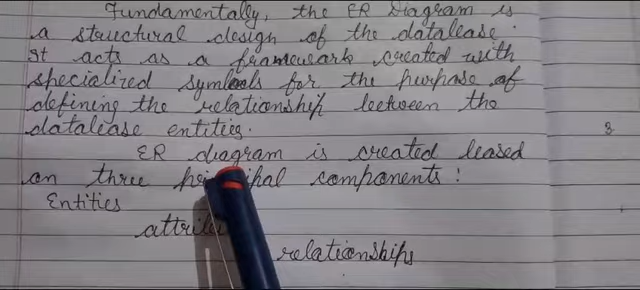 Fundamentally, the ER Diagram is
a structural design of the database.
It acts as a framework created with
specialized symbols for the purpose of
defining the relationship between the
database entities.
ER diagram is created based
on three components :
Entities
relationships